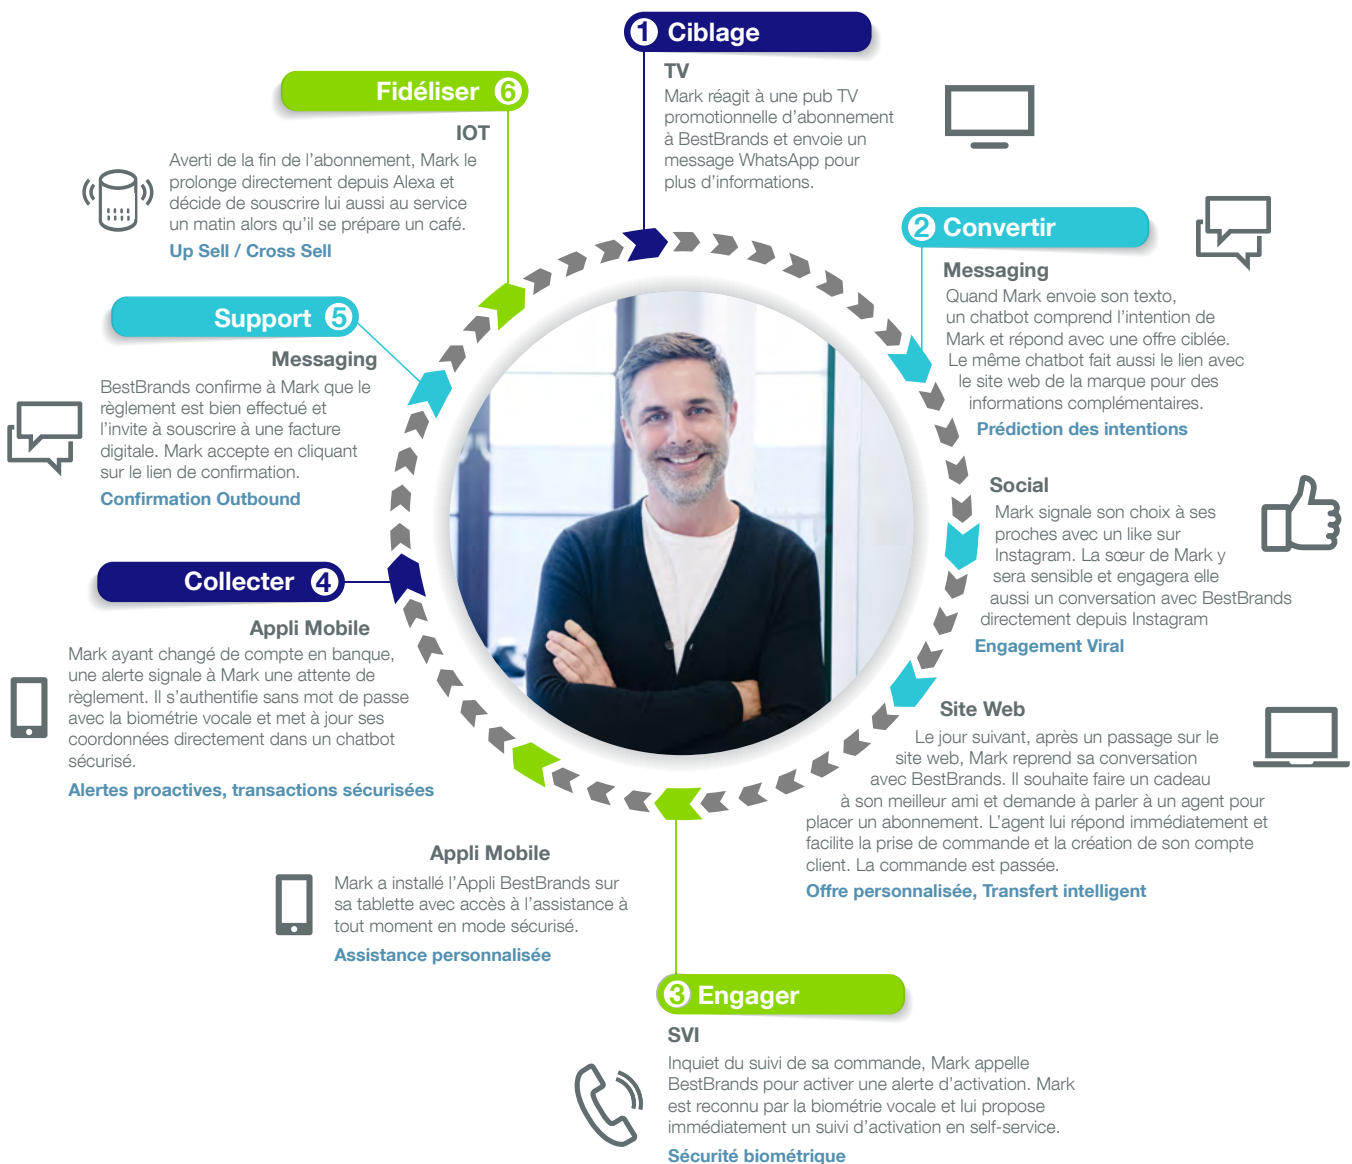 1 Ciblage
TV
Mark réagit à une pub TV
promotionnelle d'abonnement
à BestBrands et envoie un
message WhatsApp pour
plus d'informations.
2 Convertir
Messaging
Quand Mark envoie son texto,
un chatbot comprend l'intention de
Mark et répond avec une offre ciblée.
Le même chatbot fait aussi le lien avec
le site web de la marque pour des
informations complémentaires.
Prédiction des intentions
Social
Mark signale son choix à ses
proches avec un like sur
Instagram. La sœur de Mark y
sera sensible et engagera elle
aussi un conversation avec BestBrands
directement depuis Instagram
Engagement Viral
Site Web
Le jour suivant, après un passage sur le
site web, Mark reprend sa conversation
avec BestBrands. Il souhaite faire un cadeau
à son meilleur ami et demande à parler à un agent pour
placer un abonnement. L'agent lui répond immédiatement et
facilite la prise de commande et la création de son compte
client. La commande est passée.
Offre personnalisée, Transfert intelligent
3 Engager
SVI
Inquiet du suivi de sa commande, Mark appelle
BestBrands pour activer une alerte d'activation. Mark
est reconnu par la biométrie vocale et lui propose
immédiatement un suivi d'activation en self-service.
Sécurité biométrique
Appli Mobile
Mark a installé l'Appli BestBrands sur
sa tablette avec accès à l'assistance à
tout moment en mode sécurisé.
Assistance personnalisée
Collecter 4
Appli Mobile
Mark ayant changé de compte en banque,
une alerte signale à Mark une attente de
règlement. Il s'authentifie sans mot de passe
avec la biométrie vocale et met à jour ses
coordonnées directement dans un chatbot
sécurisé.
Alertes proactives, transactions sécurisées
Support 5
Messaging
BestBrands confirme à Mark que le
règlement est bien effectué et
l'invite à souscrire à une facture
digitale. Mark accepte en cliquant
sur le lien de confirmation.
Confirmation Outbound
Fidéliser 6
IOT
Averti de la fin de l'abonnement, Mark le
prolonge directement depuis Alexa et
décide de souscrire lui aussi au service
un matin alors qu'il se prépare un café.
Up Sell / Cross Sell